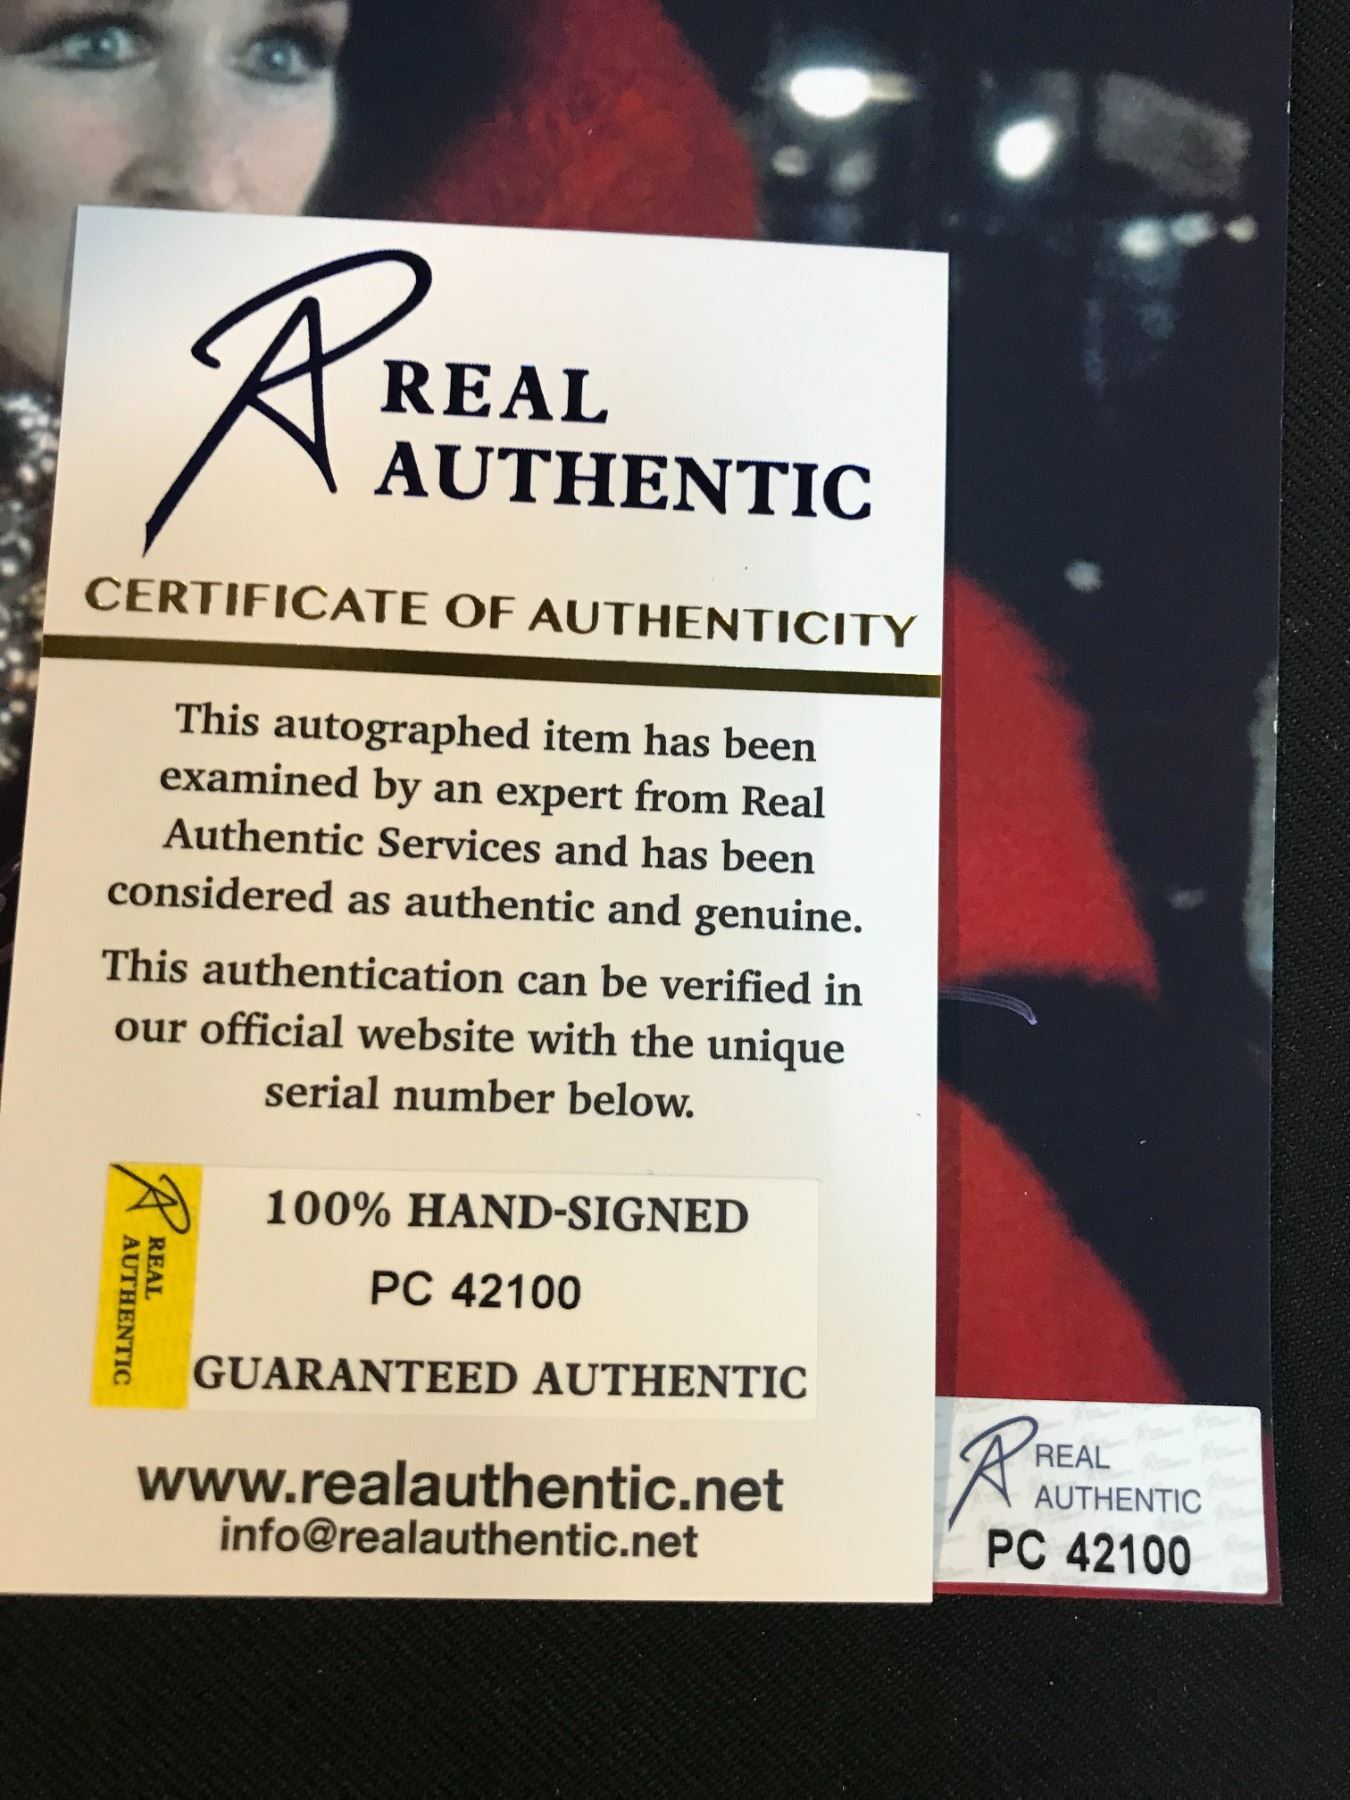 REAL
AUTHENTIC
CERTIFICATE OF AUTHENTICITY
This autographed item has been
examined by an expert from Real
Authentic Services and has been
considered as authentic and genuine.
This authentication can be verified in
our official website with the unique
serial number below.
REAL
AUTHENTIC
100% HAND-SIGNED
PC 42100
GUARANTEED AUTHENTIC
www.realauthentic.net
info@realauthentic.net
REAL
AUTHENTIC
PC 42100